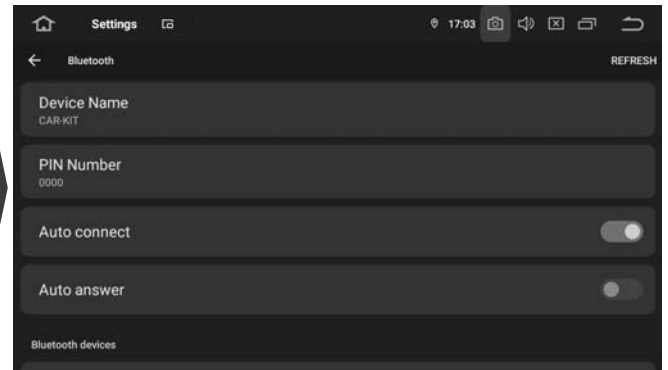 Settings
17:03
Bluetooth
REFRESH
Device Name
CAR-KIT
PIN Number
0000
Auto connect
Auto answer
Bluetooth devices